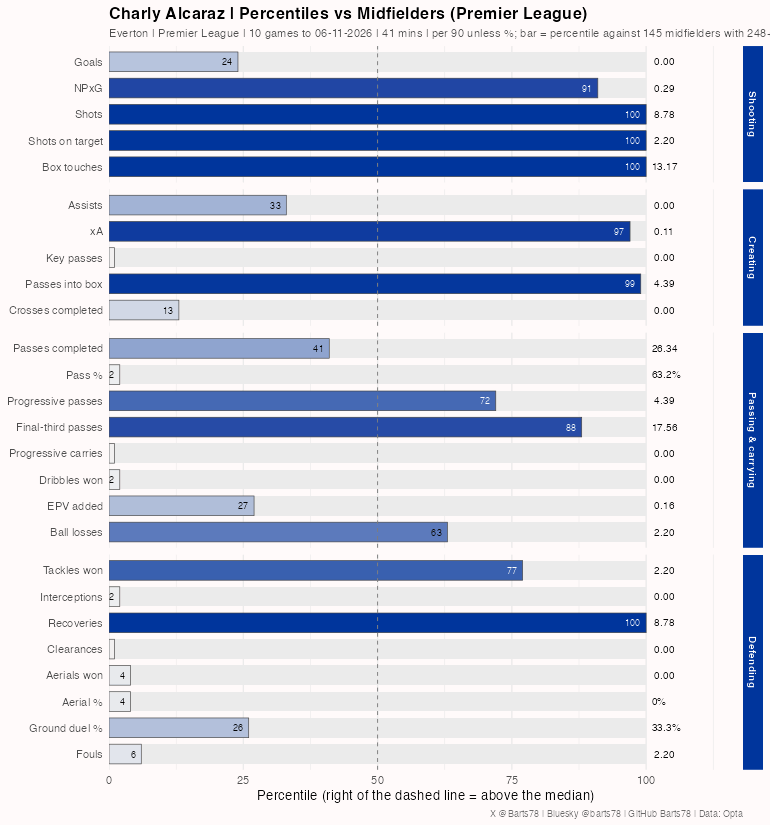 Charly Alcaraz | Percentiles vs Midfielders (Premier League)
Everton | Premier League | 10 games to 06-11-2026 | 41 mins | per 90 unless %; bar = percentile against 145 midfielders with 248-
Goals 24 0.00
NPxG 91 0.29
Shots 100 8.78
Shots on target 100 2.20
Box touches 100 13.17
Shooting
Assists 33 0.00
xA 97 0.11
Key passes 0.00
Passes into box 99 4.39
Crosses completed 13 0.00
Creating
Passes completed 41 26.34
Pass % 2 63.2%
Progressive passes 72 4.39
Final-third passes 88 17.56
Progressive carries 0.00
Dribbles won 2 0.00
EPV added 27 0.16
Ball losses 63 2.20
Passing & carrying
Tackles won 77 2.20
Interceptions 2 0.00
Recoveries 100 8.78
Clearances 0.00
Aerials won 4 0.00
Aerial % 4 0%
Ground duel % 26 33.3%
Fouls 6 2.20
Defending
0 25 50 75 100
Percentile (right of the dashed line = above the median)
X @Barts78 | Bluesky @barts78 | GitHub Barts78 | Data: Opta